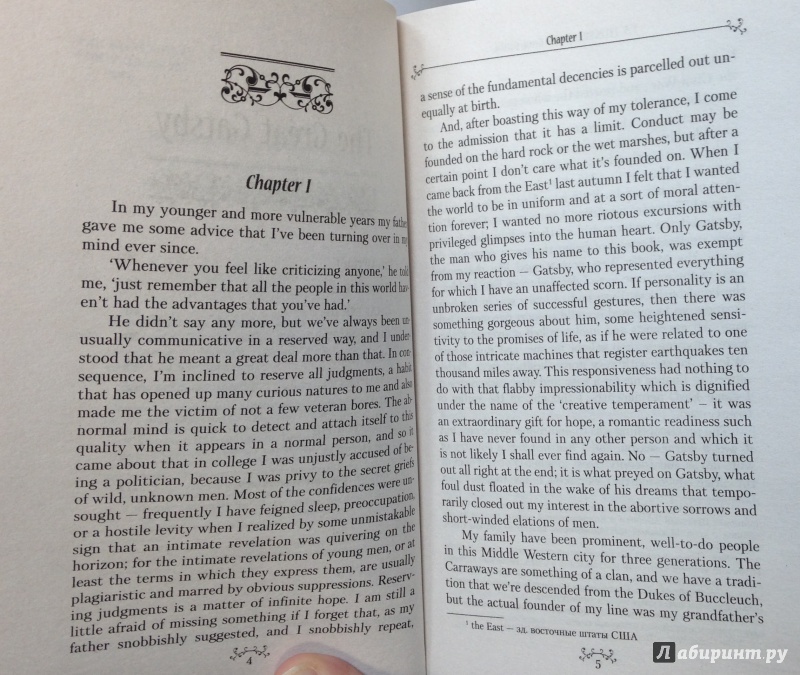 Chapter I
In my younger and more vulnerable years my father
gave me some advice that I've been turning over in my
mind ever since.
'Whenever you feel like criticizing anyone,' he told
me, 'just remember that all the people in this world hav-
en't had the advantages that you've had.'
He didn't say any more, but we've always been un-
usually communicative in a reserved way, and I under-
stood that he meant a great deal more than that. In con-
sequence, I'm inclined to reserve all judgments, a habit
that has opened up many curious natures to me and also
made me the victim of not a few veteran bores. The ab-
normal mind is quick to detect and attach itself to this
quality when it appears in a normal person, and so it
came about that in college I was unjustly accused of be-
ing a politician, because I was privy to the secret griefs
of wild, unknown men. Most of the confidences were un-
sought — frequently I have feigned sleep, preoccupation,
or a hostile levity when I realized by some unmistakable
sign that an intimate revelation was quivering on the
horizon; for the intimate revelations of young men, or at
least the terms in which they express them, are usually
plagiaristic and marred by obvious suppressions. Reserv-
ing judgments is a matter of infinite hope. I am still a
little afraid of missing something if I forget that, as my
father snobbishly suggested, and I snobbishly repeat,
4
Chapter I
a sense of the fundamental decencies is parcelled out un-
equally at birth.
And, after boasting this way of my tolerance, I come
to the admission that it has a limit. Conduct may be
founded on the hard rock or the wet marshes, but after a
certain point I don't care what it's founded on. When I
came back from the East¹ last autumn I felt that I wanted
the world to be in uniform and at a sort of moral atten-
tion forever; I wanted no more riotous excursions with
privileged glimpses into the human heart. Only Gatsby,
the man who gives his name to this book, was exempt
from my reaction — Gatsby, who represented everything
for which I have an unaffected scorn. If personality is an
unbroken series of successful gestures, then there was
something gorgeous about him, some heightened sensi-
tivity to the promises of life, as if he were related to one
of those intricate machines that register earthquakes ten
thousand miles away. This responsiveness had nothing to
do with that flabby impressionability which is dignified
under the name of the 'creative temperament' — it was
an extraordinary gift for hope, a romantic readiness such
as I have never found in any other person and which it
is not likely I shall ever find again. No — Gatsby turned
out all right at the end; it is what preyed on Gatsby, what
foul dust floated in the wake of his dreams that tempo-
rarily closed out my interest in the abortive sorrows and
short-winded elations of men.
My family have been prominent, well-to-do people
in this Middle Western city for three generations. The
Carraways are something of a clan, and we have a tradi-
tion that we're descended from the Dukes of Buccleuch,
but the actual founder of my line was my grandfather's
¹ the East — зд. восточные штаты США
5
Лабиринт.ру